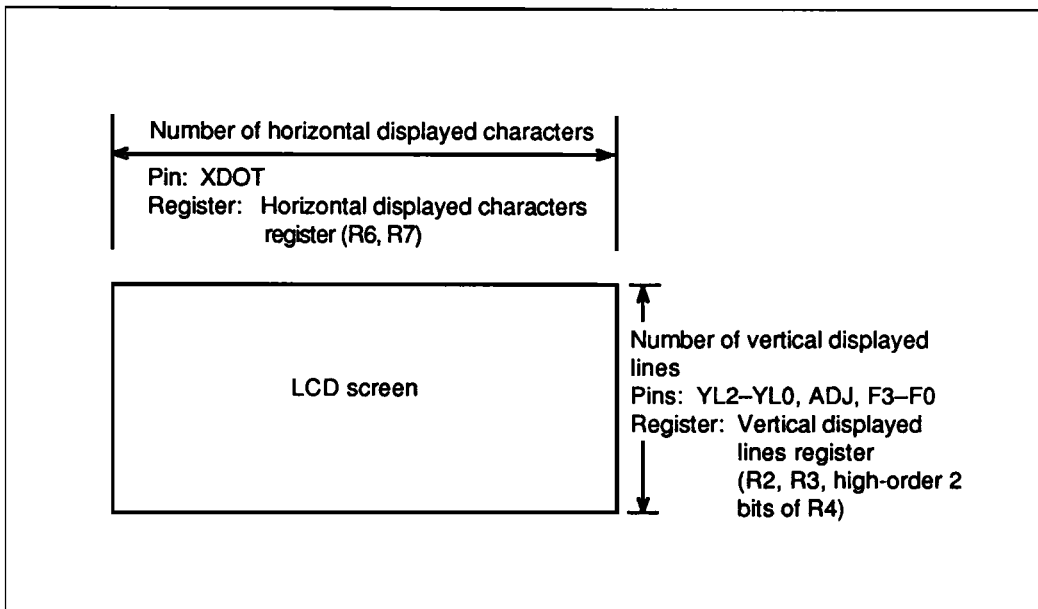 Number of horizontal displayed characters
Pin: XDOT
Register: Horizontal displayed characters
register (R6, R7)
LCD screen
Number of vertical displayed
lines
Pins: YL2–YL0, ADJ, F3–F0
Register: Vertical displayed
lines register
(R2, R3, high-order 2
bits of R4)